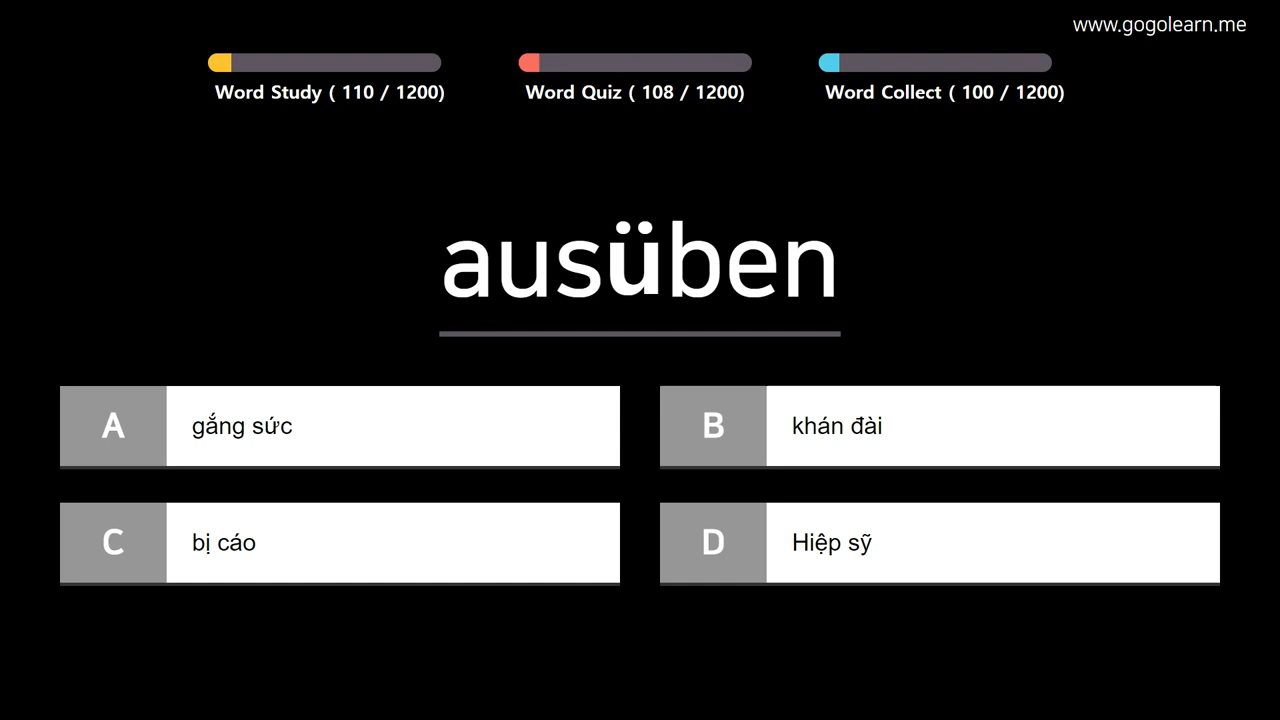 www.gogolearn.me
Word Study ( 110 / 1200)
Word Quiz ( 108 / 1200)
Word Collect ( 100 / 1200)
ausüben
A gắng sức
B khán đài
C bị cáo
D Hiệp sỹ